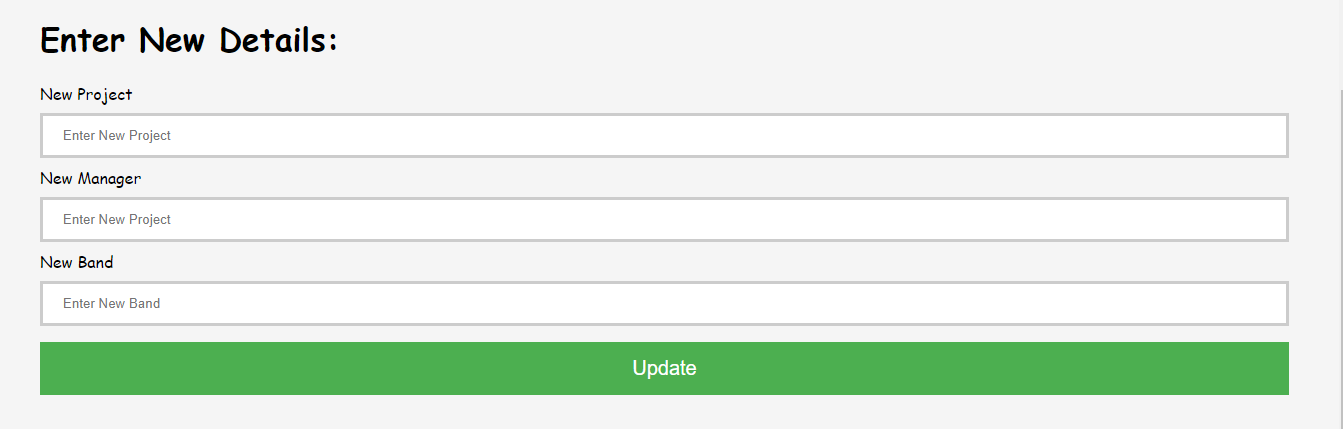 Enter New Details:
New Project
Enter New Project
New Manager
Enter New Project
New Band
Enter New Band
Update